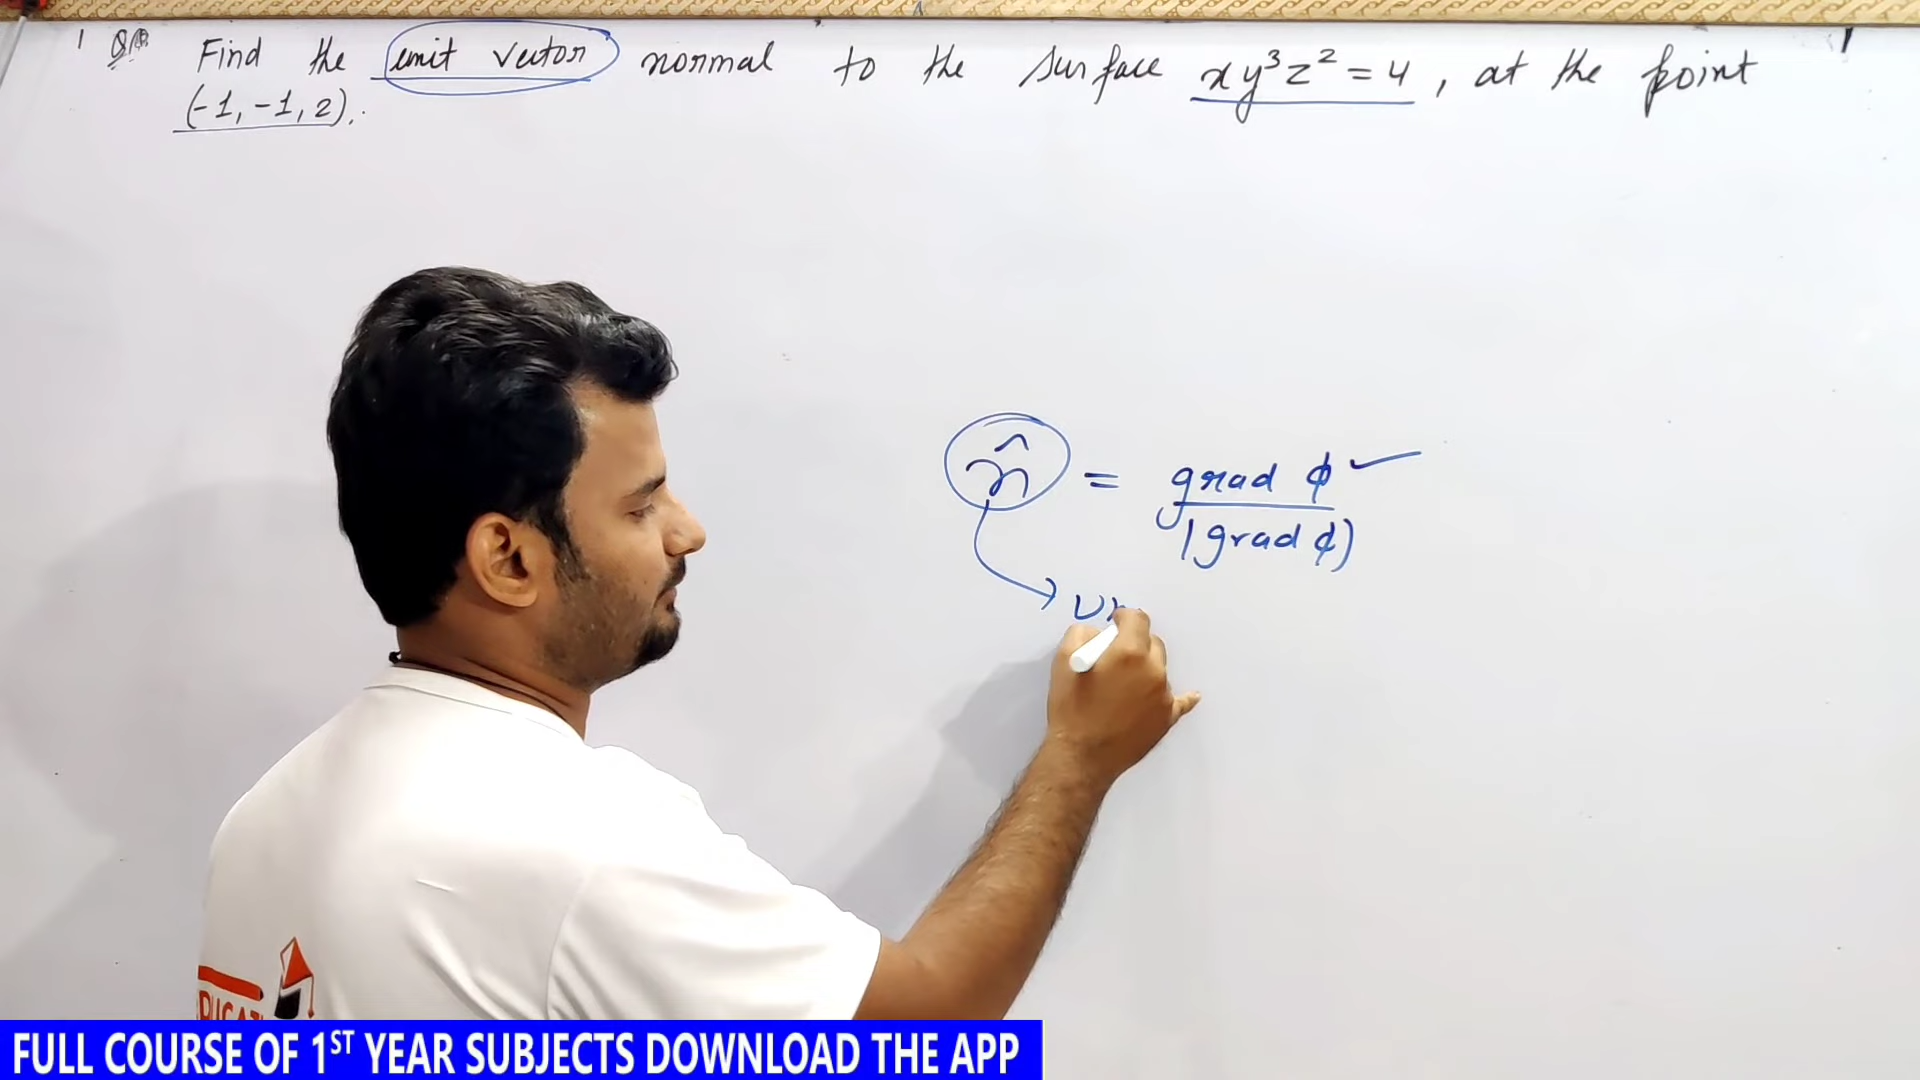 Find the unit vector normal to the surface xy³z² = 4, at the point
(-1, -1, 2).
n̂ = grad φ ✓
|grad φ|
FULL COURSE OF 1ST YEAR SUBJECTS DOWNLOAD THE APP